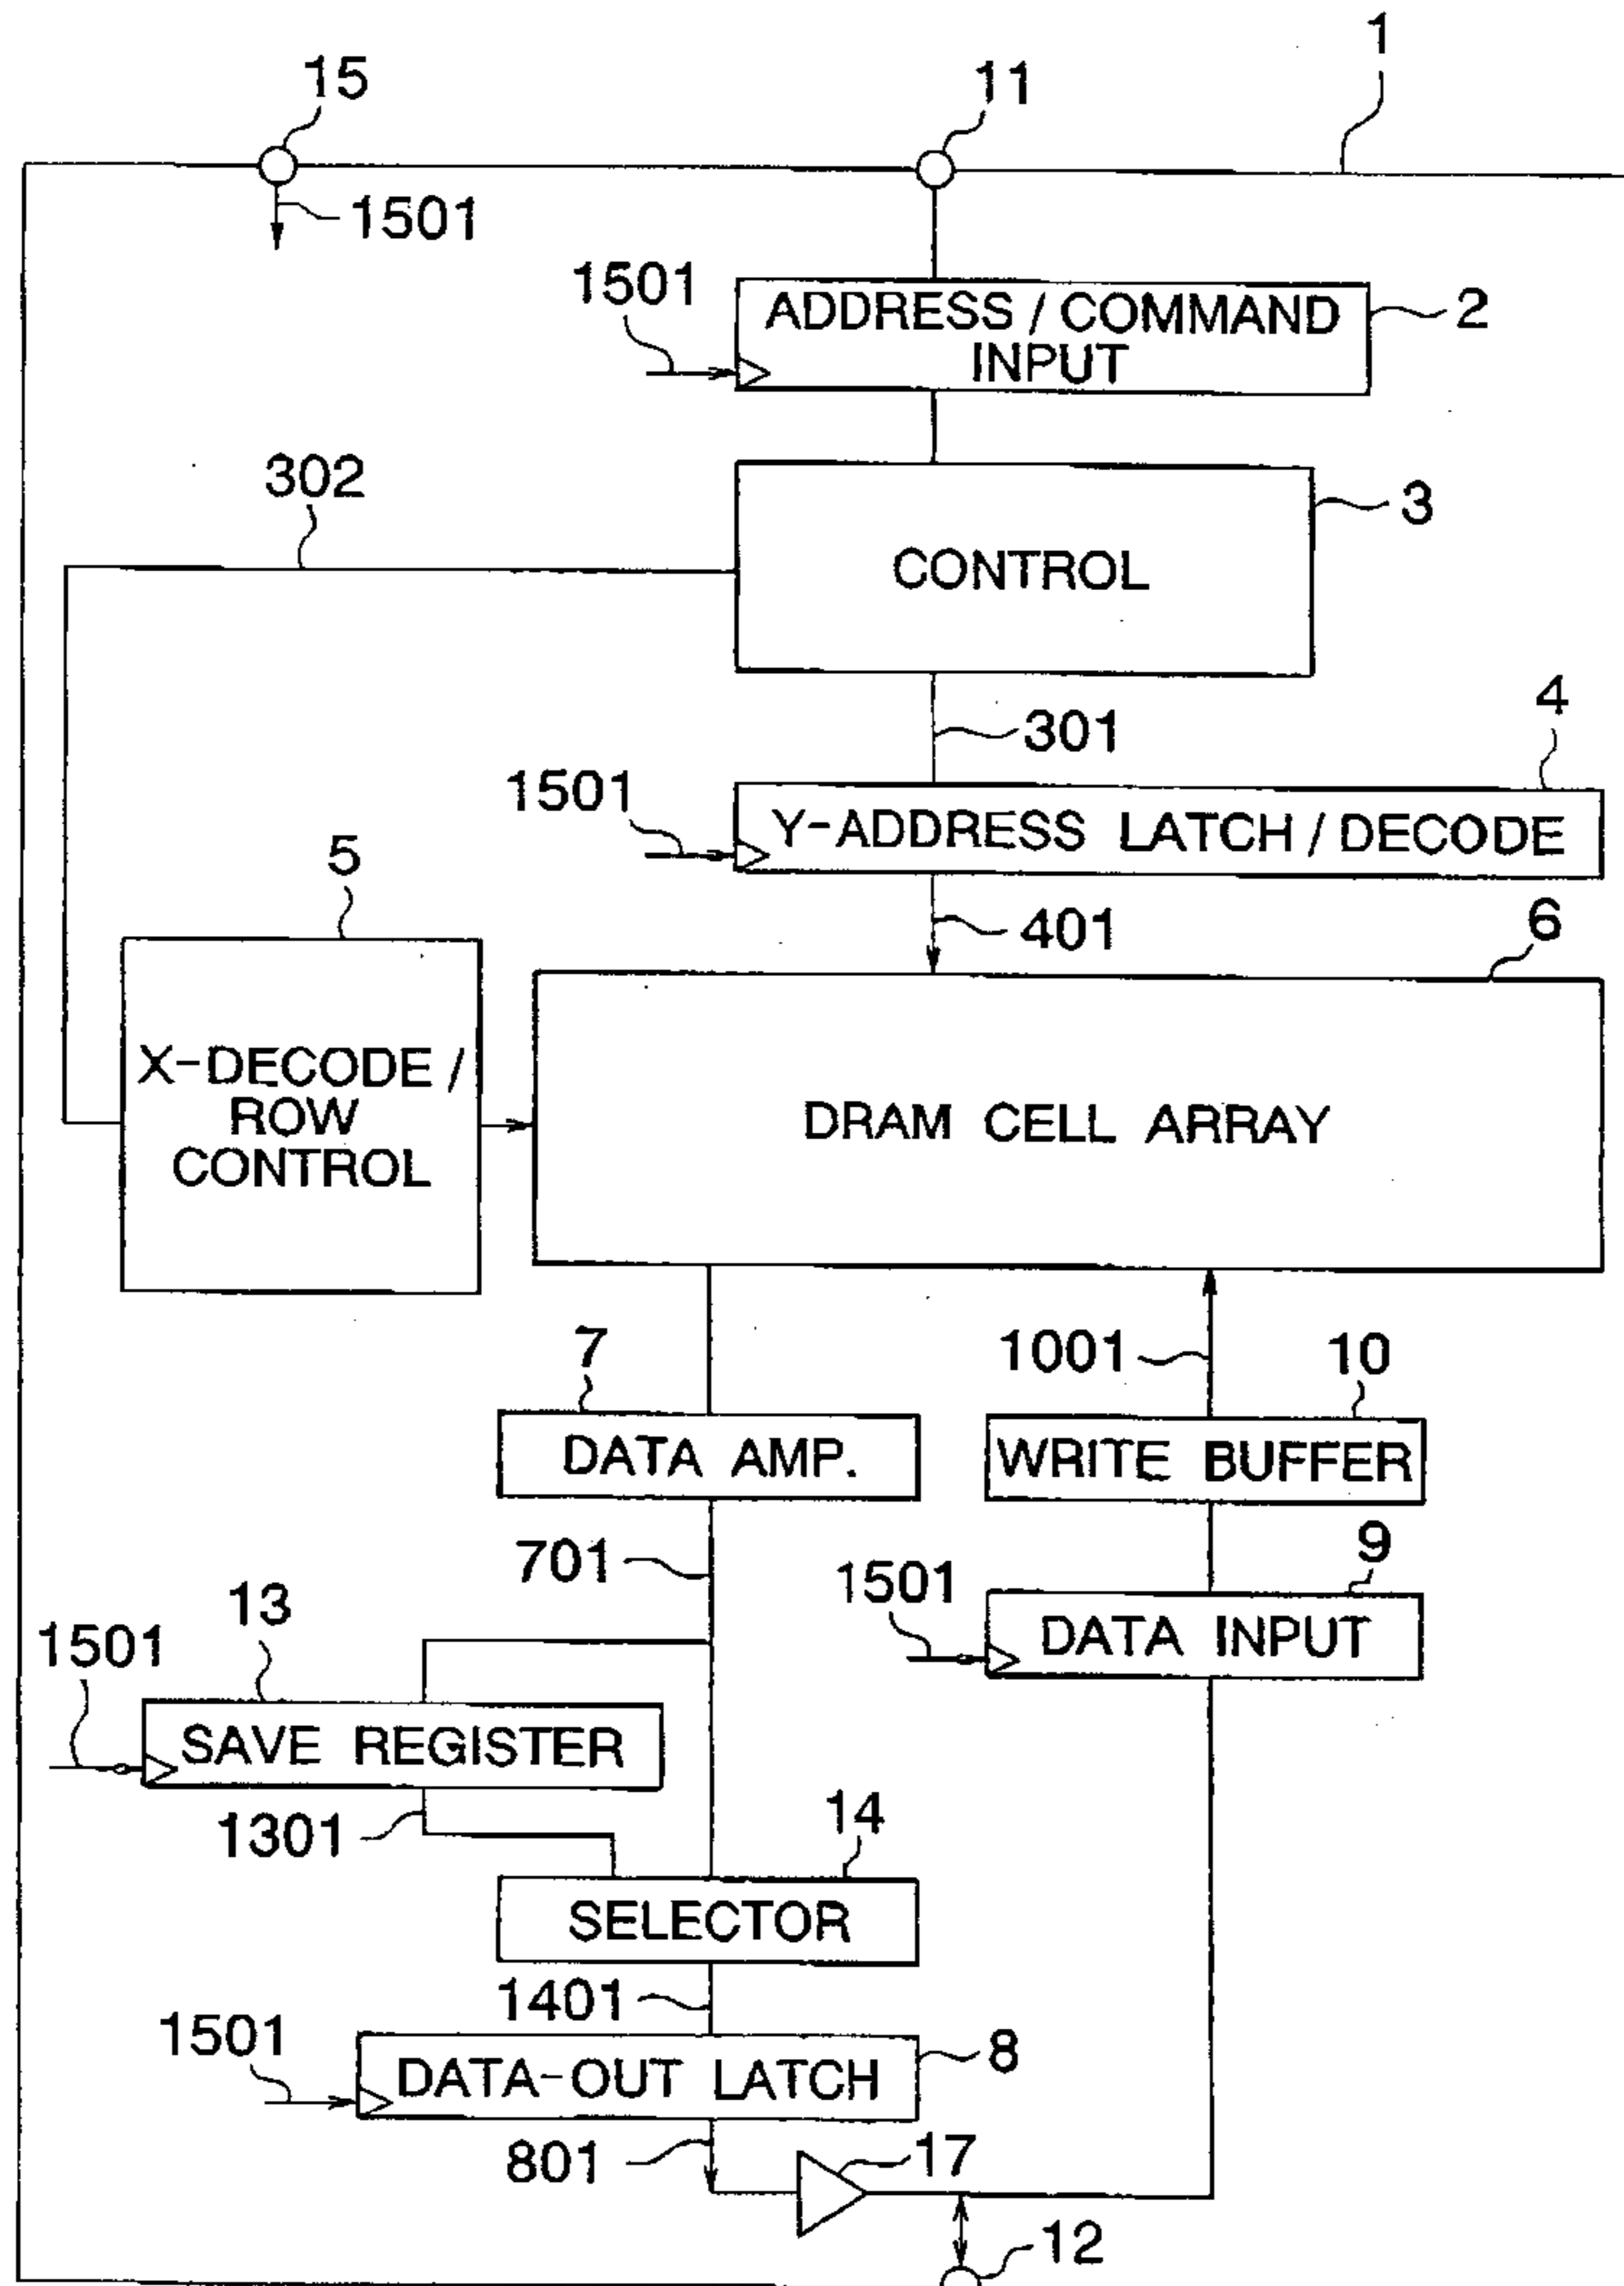 1
15
11
1501
1501
ADDRESS / COMMAND
INPUT
2
302
3
CONTROL
4
301
1501
Y-ADDRESS LATCH / DECODE
5
401
6
X-DECODE /
ROW
CONTROL
DRAM CELL ARRAY
7
1001
10
DATA AMP.
WRITE BUFFER
701
9
1501
13
DATA INPUT
1501
SAVE REGISTER
1301
14
SELECTOR
1401
1501
8
DATA-OUT LATCH
801
17
12